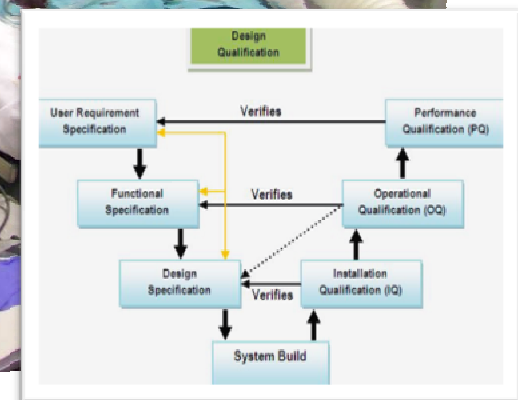 Design
Qualification
User Requirement
Specification
Verifies
Performance
Qualification (PQ)
Functional
Specification
Verifies
Operational
Qualification (OQ)
Design
Specification
Verifies
Installation
Qualification (IQ)
System Build